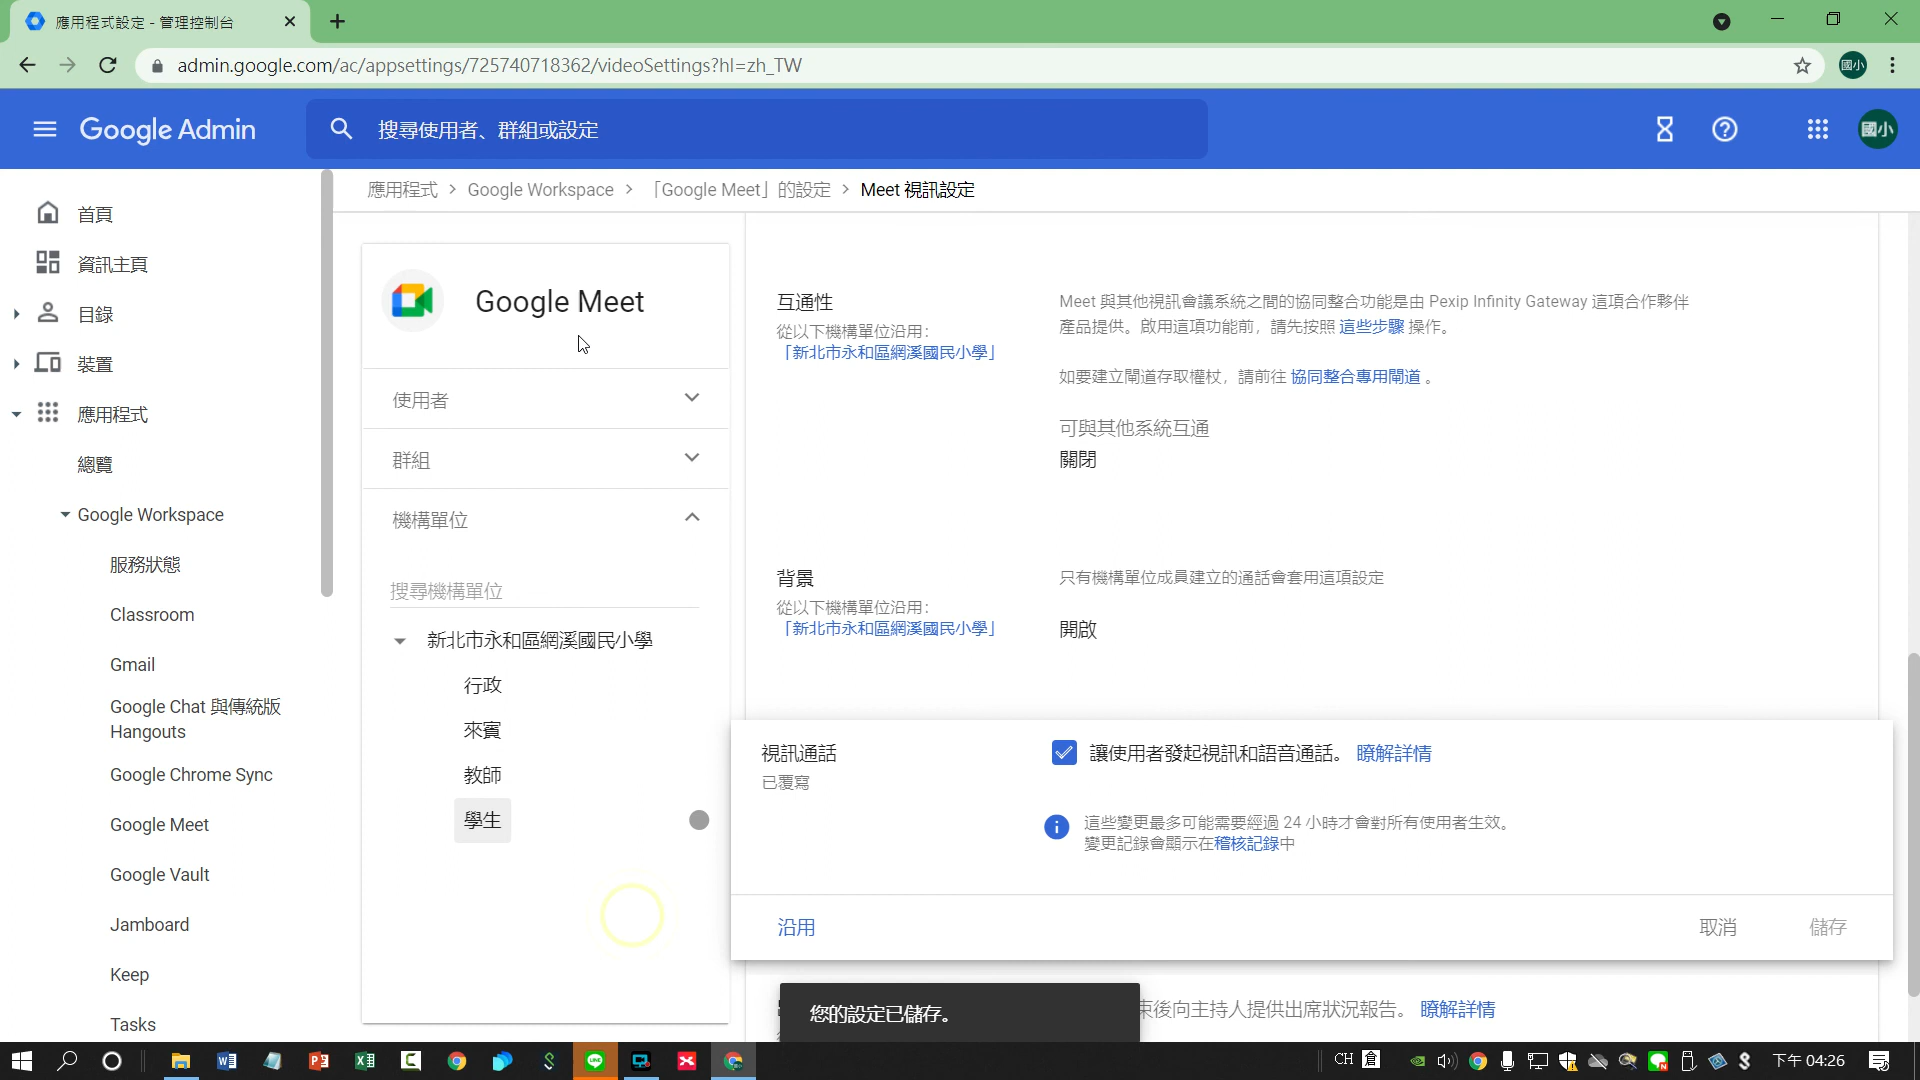 應用程式設定 - 管理控制台
admin.google.com/ac/appsettings/725740718362/videoSettings?hl=zh_TW
國小
Google Admin
搜尋使用者、群組或設定
國小
應用程式 > Google Workspace > 「Google Meet」的設定 > Meet 視訊設定
首頁
資訊主頁
目錄
裝置
應用程式
總覽
Google Workspace
服務狀態
Classroom
Gmail
Google Chat 與傳統版
Hangouts
Google Chrome Sync
Google Meet
Google Vault
Jamboard
Keep
Tasks
Google Meet
使用者
群組
機構單位
搜尋機構單位
新北市永和區網溪國民小學
行政
來賓
教師
學生
互通性
從以下機構單位沿用：
「新北市永和區網溪國民小學」
Meet 與其他視訊會議系統之間的協同整合功能是由 Pexip Infinity Gateway 這項合作夥伴
產品提供。啟用這項功能前，請先按照 這些步驟 操作。
如要建立閘道存取權杖，請前往 協同整合專用閘道 。
可與其他系統互通
關閉
背景
從以下機構單位沿用：
「新北市永和區網溪國民小學」
只有機構單位成員建立的通話會套用這項設定
開啟
視訊通話
已覆寫
讓使用者發起視訊和語音通話。 瞭解詳情
這些變更最多可能需要經過 24 小時才會對所有使用者生效。
變更記錄會顯示在稽核記錄中
沿用
取消
儲存
您的設定已儲存。
束後向主持人提供出席狀況報告。 瞭解詳情
CH 倉
下午 04:26